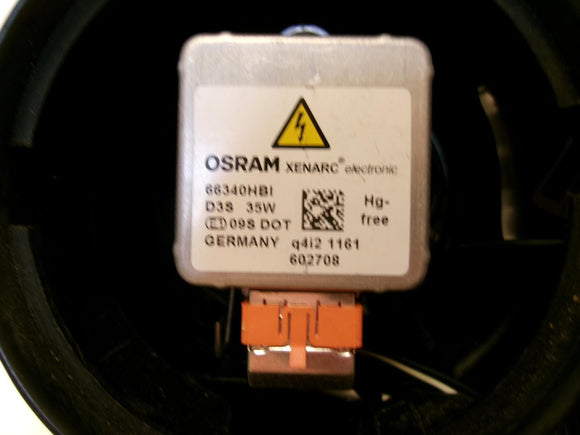 OSRAM XENARC® electronic
66340HBI
D3S 35W
Hg-
free
E1 09S DOT
GERMANY q4i2 1161
602708